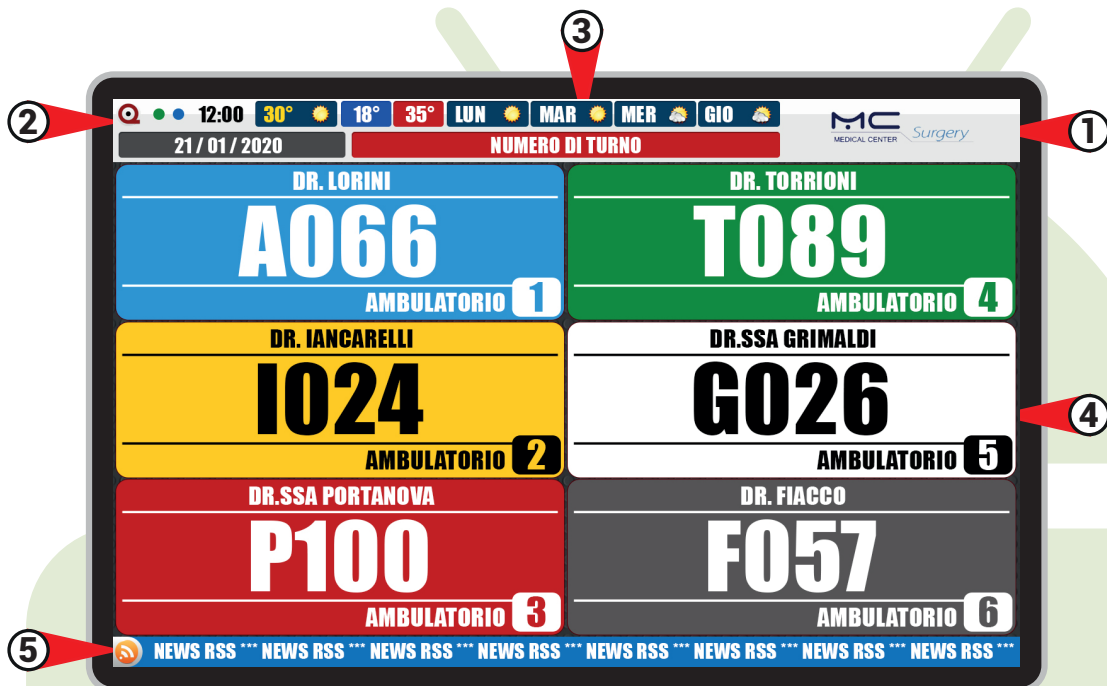 3
2
12:00 30° 18° 35° LUN MAR MER GIO
MC
MEDICAL CENTER Surgery
1
21 / 01 / 2020
NUMERO DI TURNO
DR. LORINI
A066
AMBULATORIO 1
DR. TORRIONI
T089
AMBULATORIO 4
DR. IANCARELLI
I024
AMBULATORIO 2
DR.SSA GRIMALDI
G026
AMBULATORIO 5
4
DR.SSA PORTANOVA
P100
AMBULATORIO 3
DR. FIACCO
F057
AMBULATORIO 6
5
NEWS RSS *** NEWS RSS *** NEWS RSS *** NEWS RSS *** NEWS RSS *** NEWS RSS *** NEWS RSS *** NEWS RSS ***